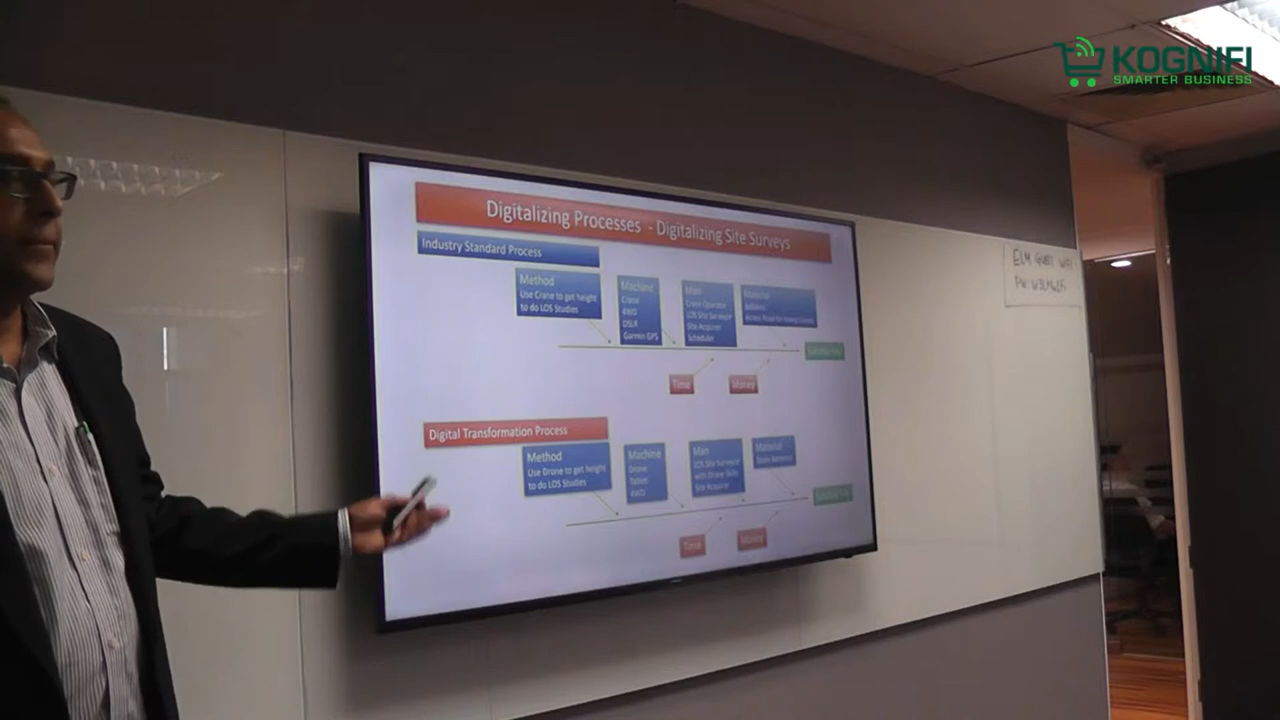 KOGNIFI
SMARTER BUSINESS
Digitalizing Processes - Digitalizing Site Surveys
Industry Standard Process
Method
Use Crane to get height
to do LOS Studies
Machine
Crane
4WD
DSLR
Garmin GPS
Man
Crane Operator
LOS Site Surveyor
Site Acquirer
Scheduler
Material
Time
Money
Digital Transformation Process
Method
Use Drone to get height
to do LOS Studies
Machine
Drone
Tablet
4WD
Man
LOS Site Surveyor
with Drone Skills
Site Acquirer
Material
Time
Money